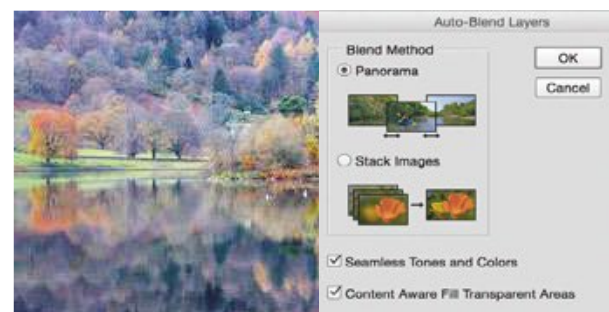 Auto-Blend Layers
Blend Method
Panorama
Stack Images
OK
Cancel
Seamless Tones and Colors
Content Aware Fill Transparent Areas